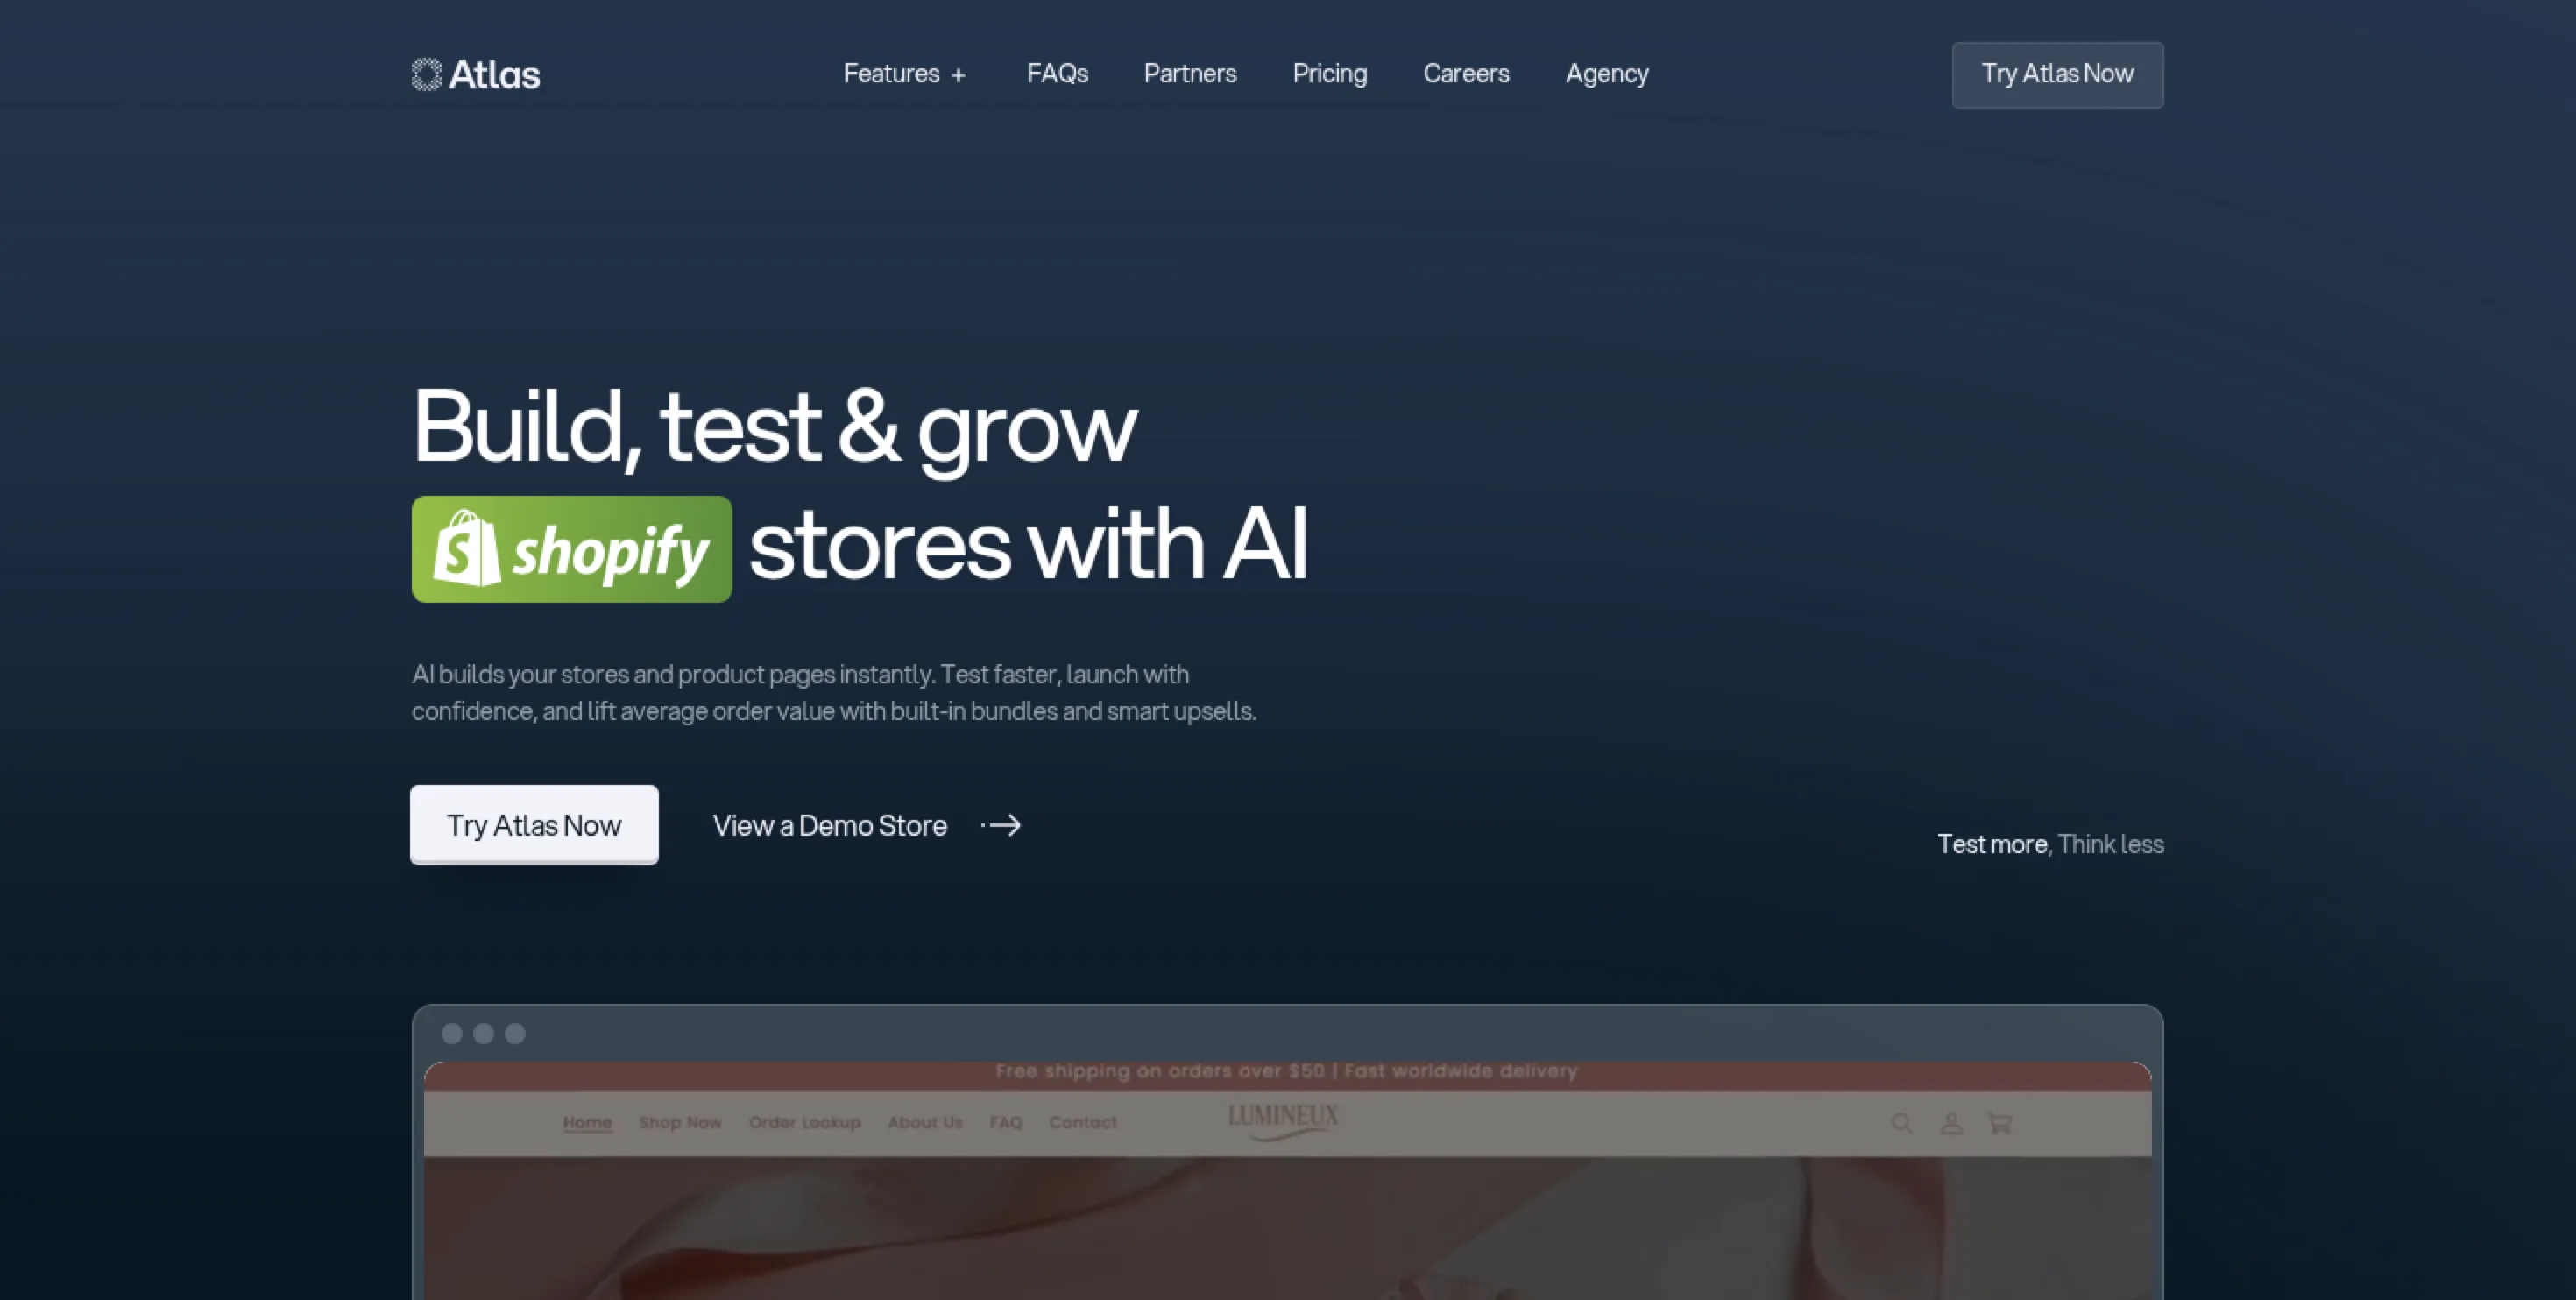 Atlas
Features +
FAQs
Partners
Pricing
Careers
Agency
Try Atlas Now
Build, test & grow
shopify stores with AI
AI builds your stores and product pages instantly. Test faster, launch with
confidence, and lift average order value with built-in bundles and smart upsells.
Try Atlas Now
View a Demo Store
Test more, Think less
Free shipping on orders over $50 | Fast worldwide delivery
Home
Shop Now
Order Lookup
About Us
FAQ
Contact
LUMINEUX